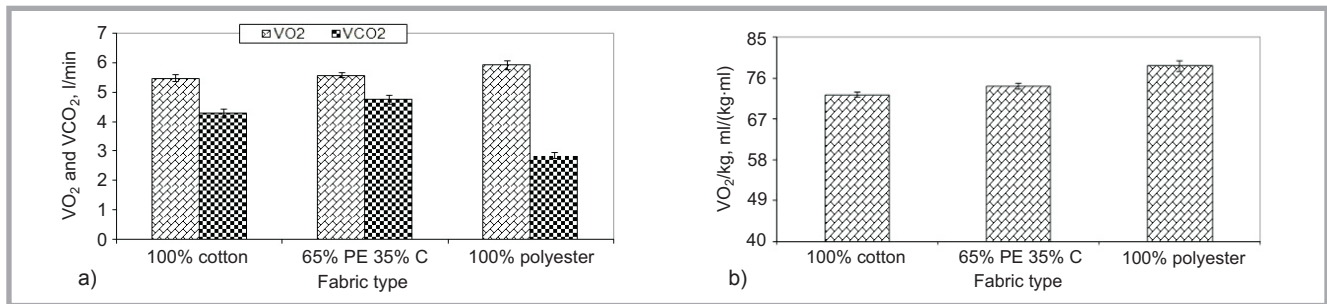 VO2 VCO2
VO₂ and VCO₂, l/min
7
6
5
4
3
2
1
0
100% cotton 65% PE 35% C 100% polyester
Fabric type
a)
VO₂/kg, ml/(kg·ml)
85
76
67
58
49
40
100% cotton 65% PE 35% C 100% polyester
Fabric type
b)